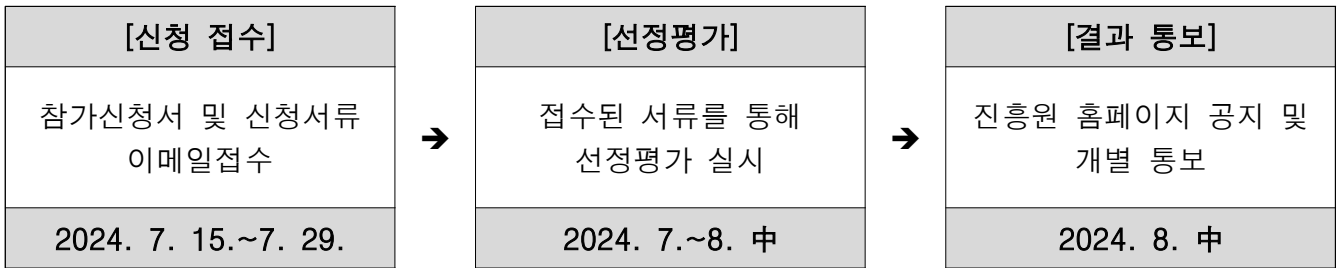 [신청 접수]
참가신청서 및 신청서류
이메일접수
2024. 7. 15.~7. 29.
➔
[선정평가]
접수된 서류를 통해
선정평가 실시
2024. 7.~8. 中
➔
[결과 통보]
진흥원 홈페이지 공지 및
개별 통보
2024. 8. 中